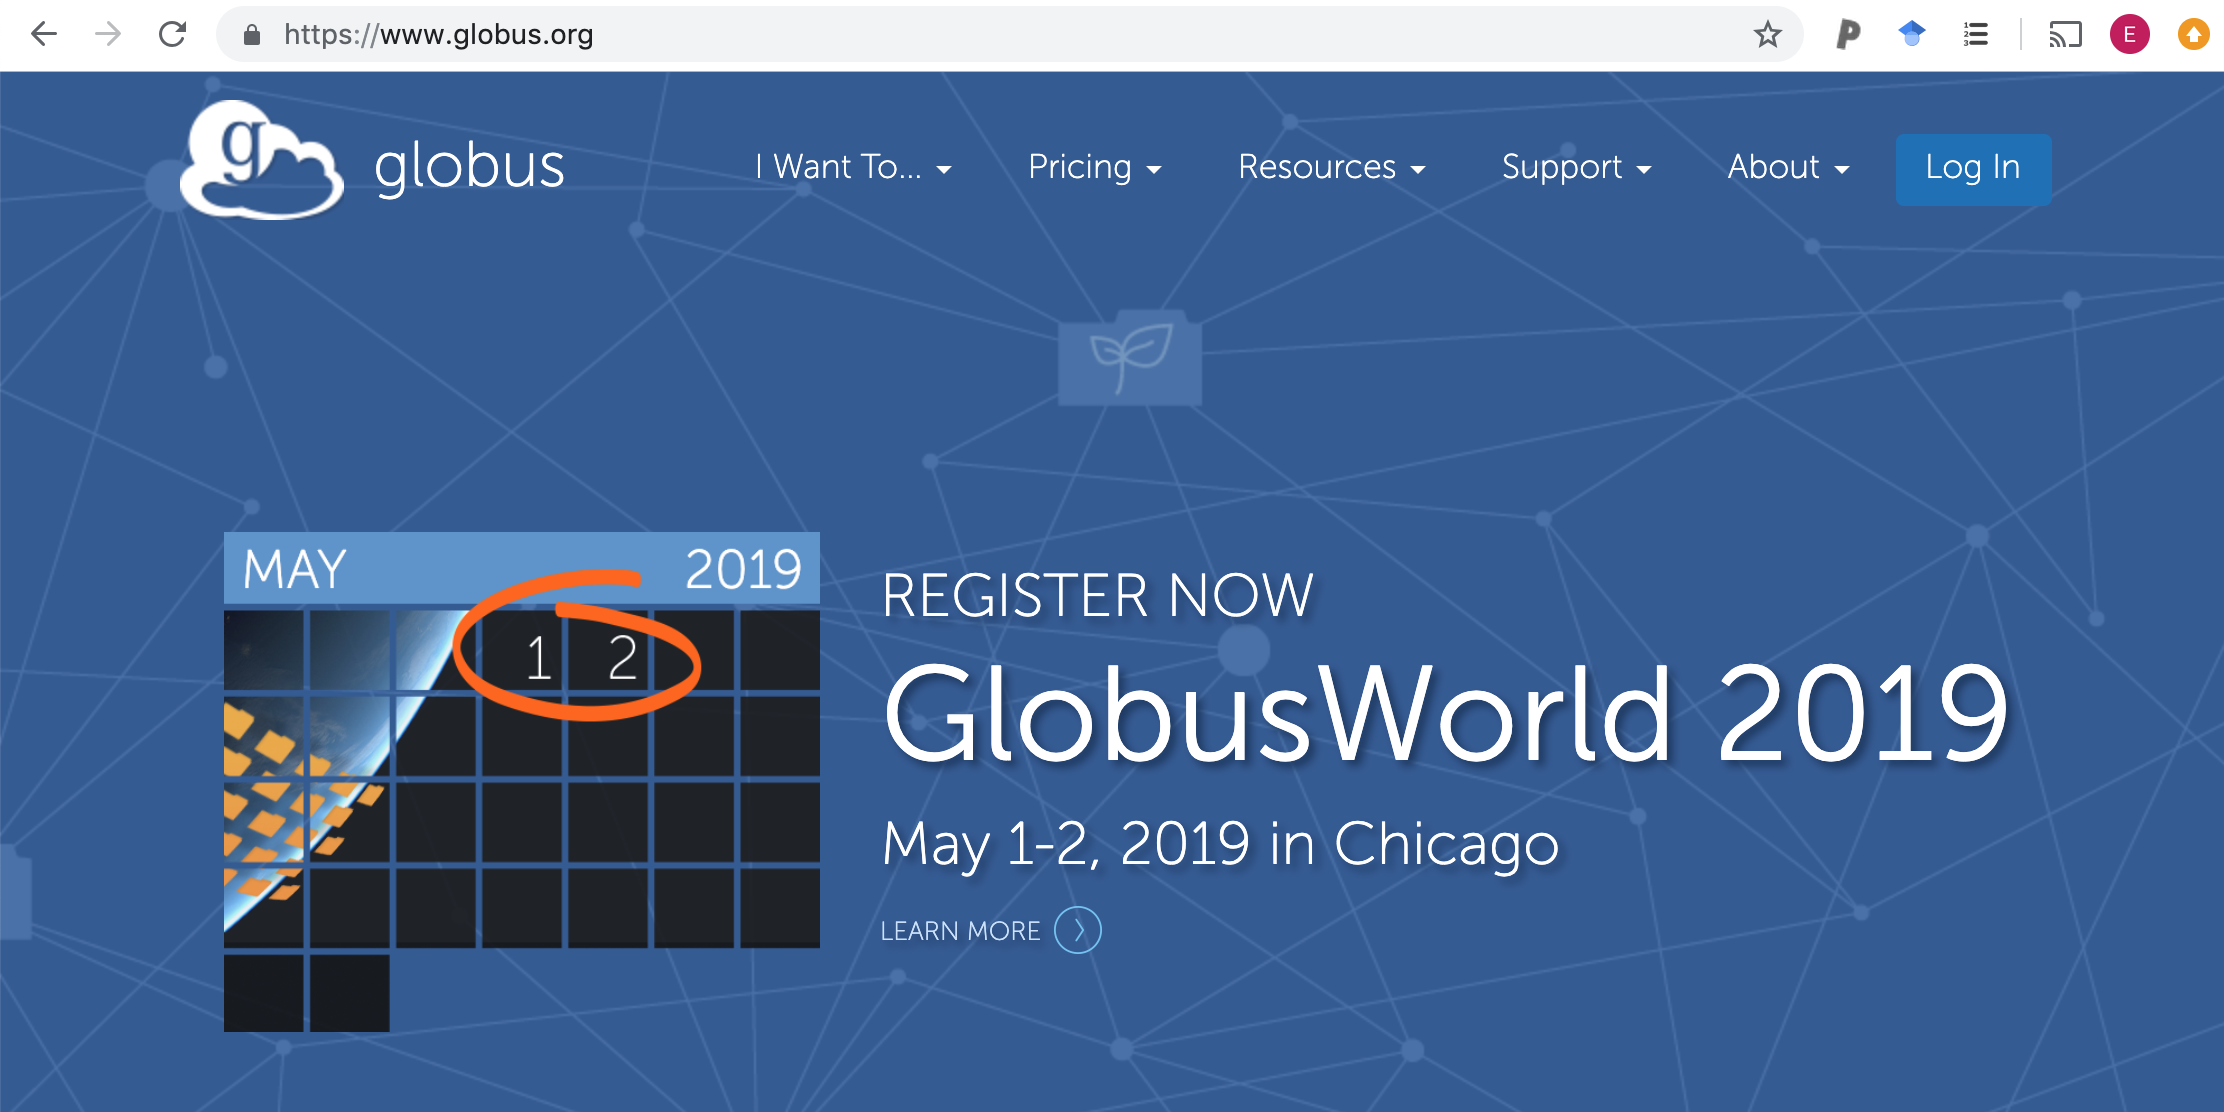 https://www.globus.org
E
g globus
I Want To... Pricing Resources Support About Log In
MAY 2019
1 2
REGISTER NOW
GlobusWorld 2019
May 1-2, 2019 in Chicago
LEARN MORE